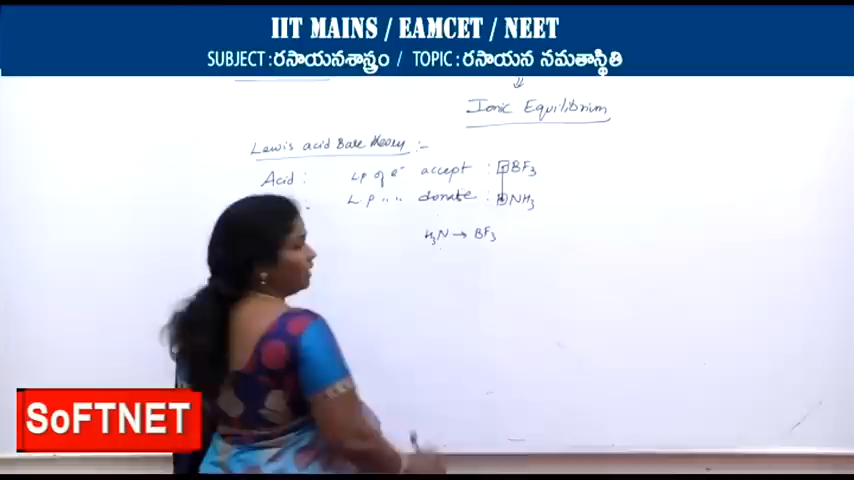 IIT MAINS / EAMCET / NEET
SUBJECT : రసాయనశాస్త్రం / TOPIC : రసాయన సమతాస్థితి
⇓
Ionic Equilibrium
Lewis acid Base theory :-
Acid : LP of e⁻ accept : □ BF3
: L.P " " donate : NH3
H3N → BF3
SoFTNET